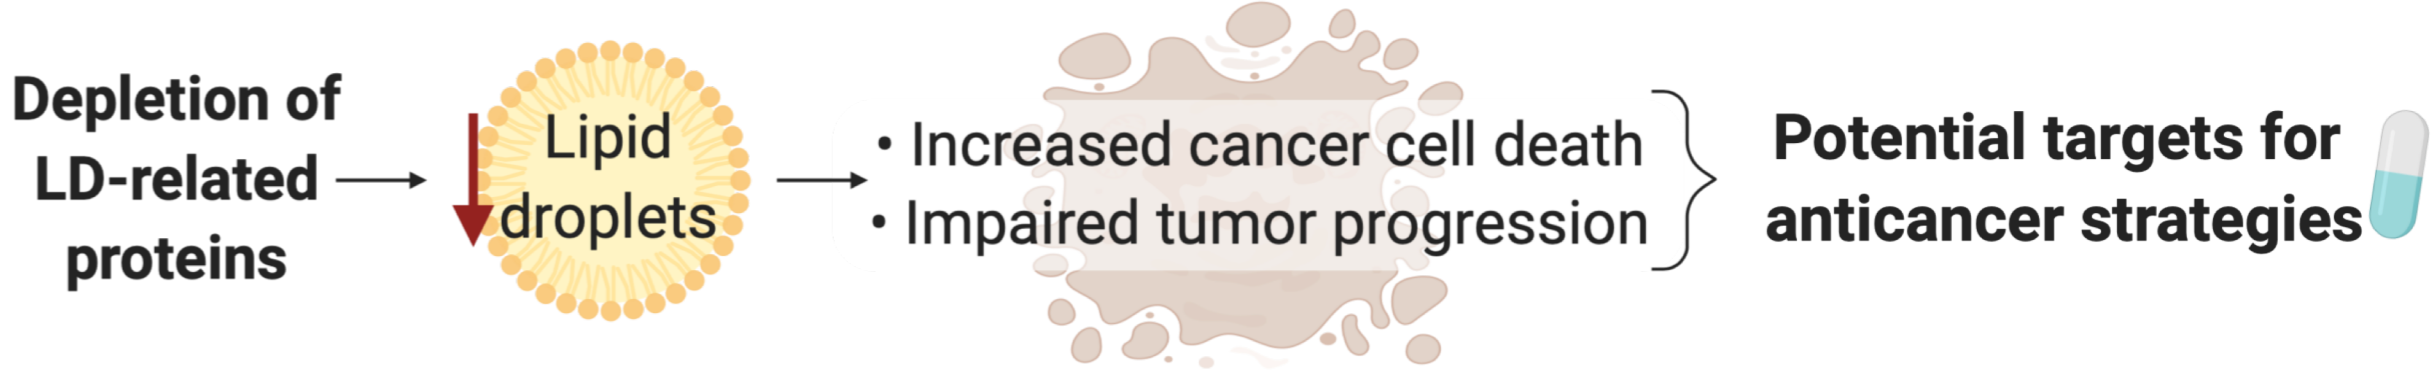 Depletion of
LD-related
proteins
Lipid
droplets
• Increased cancer cell death
• Impaired tumor progression
Potential targets for
anticancer strategies